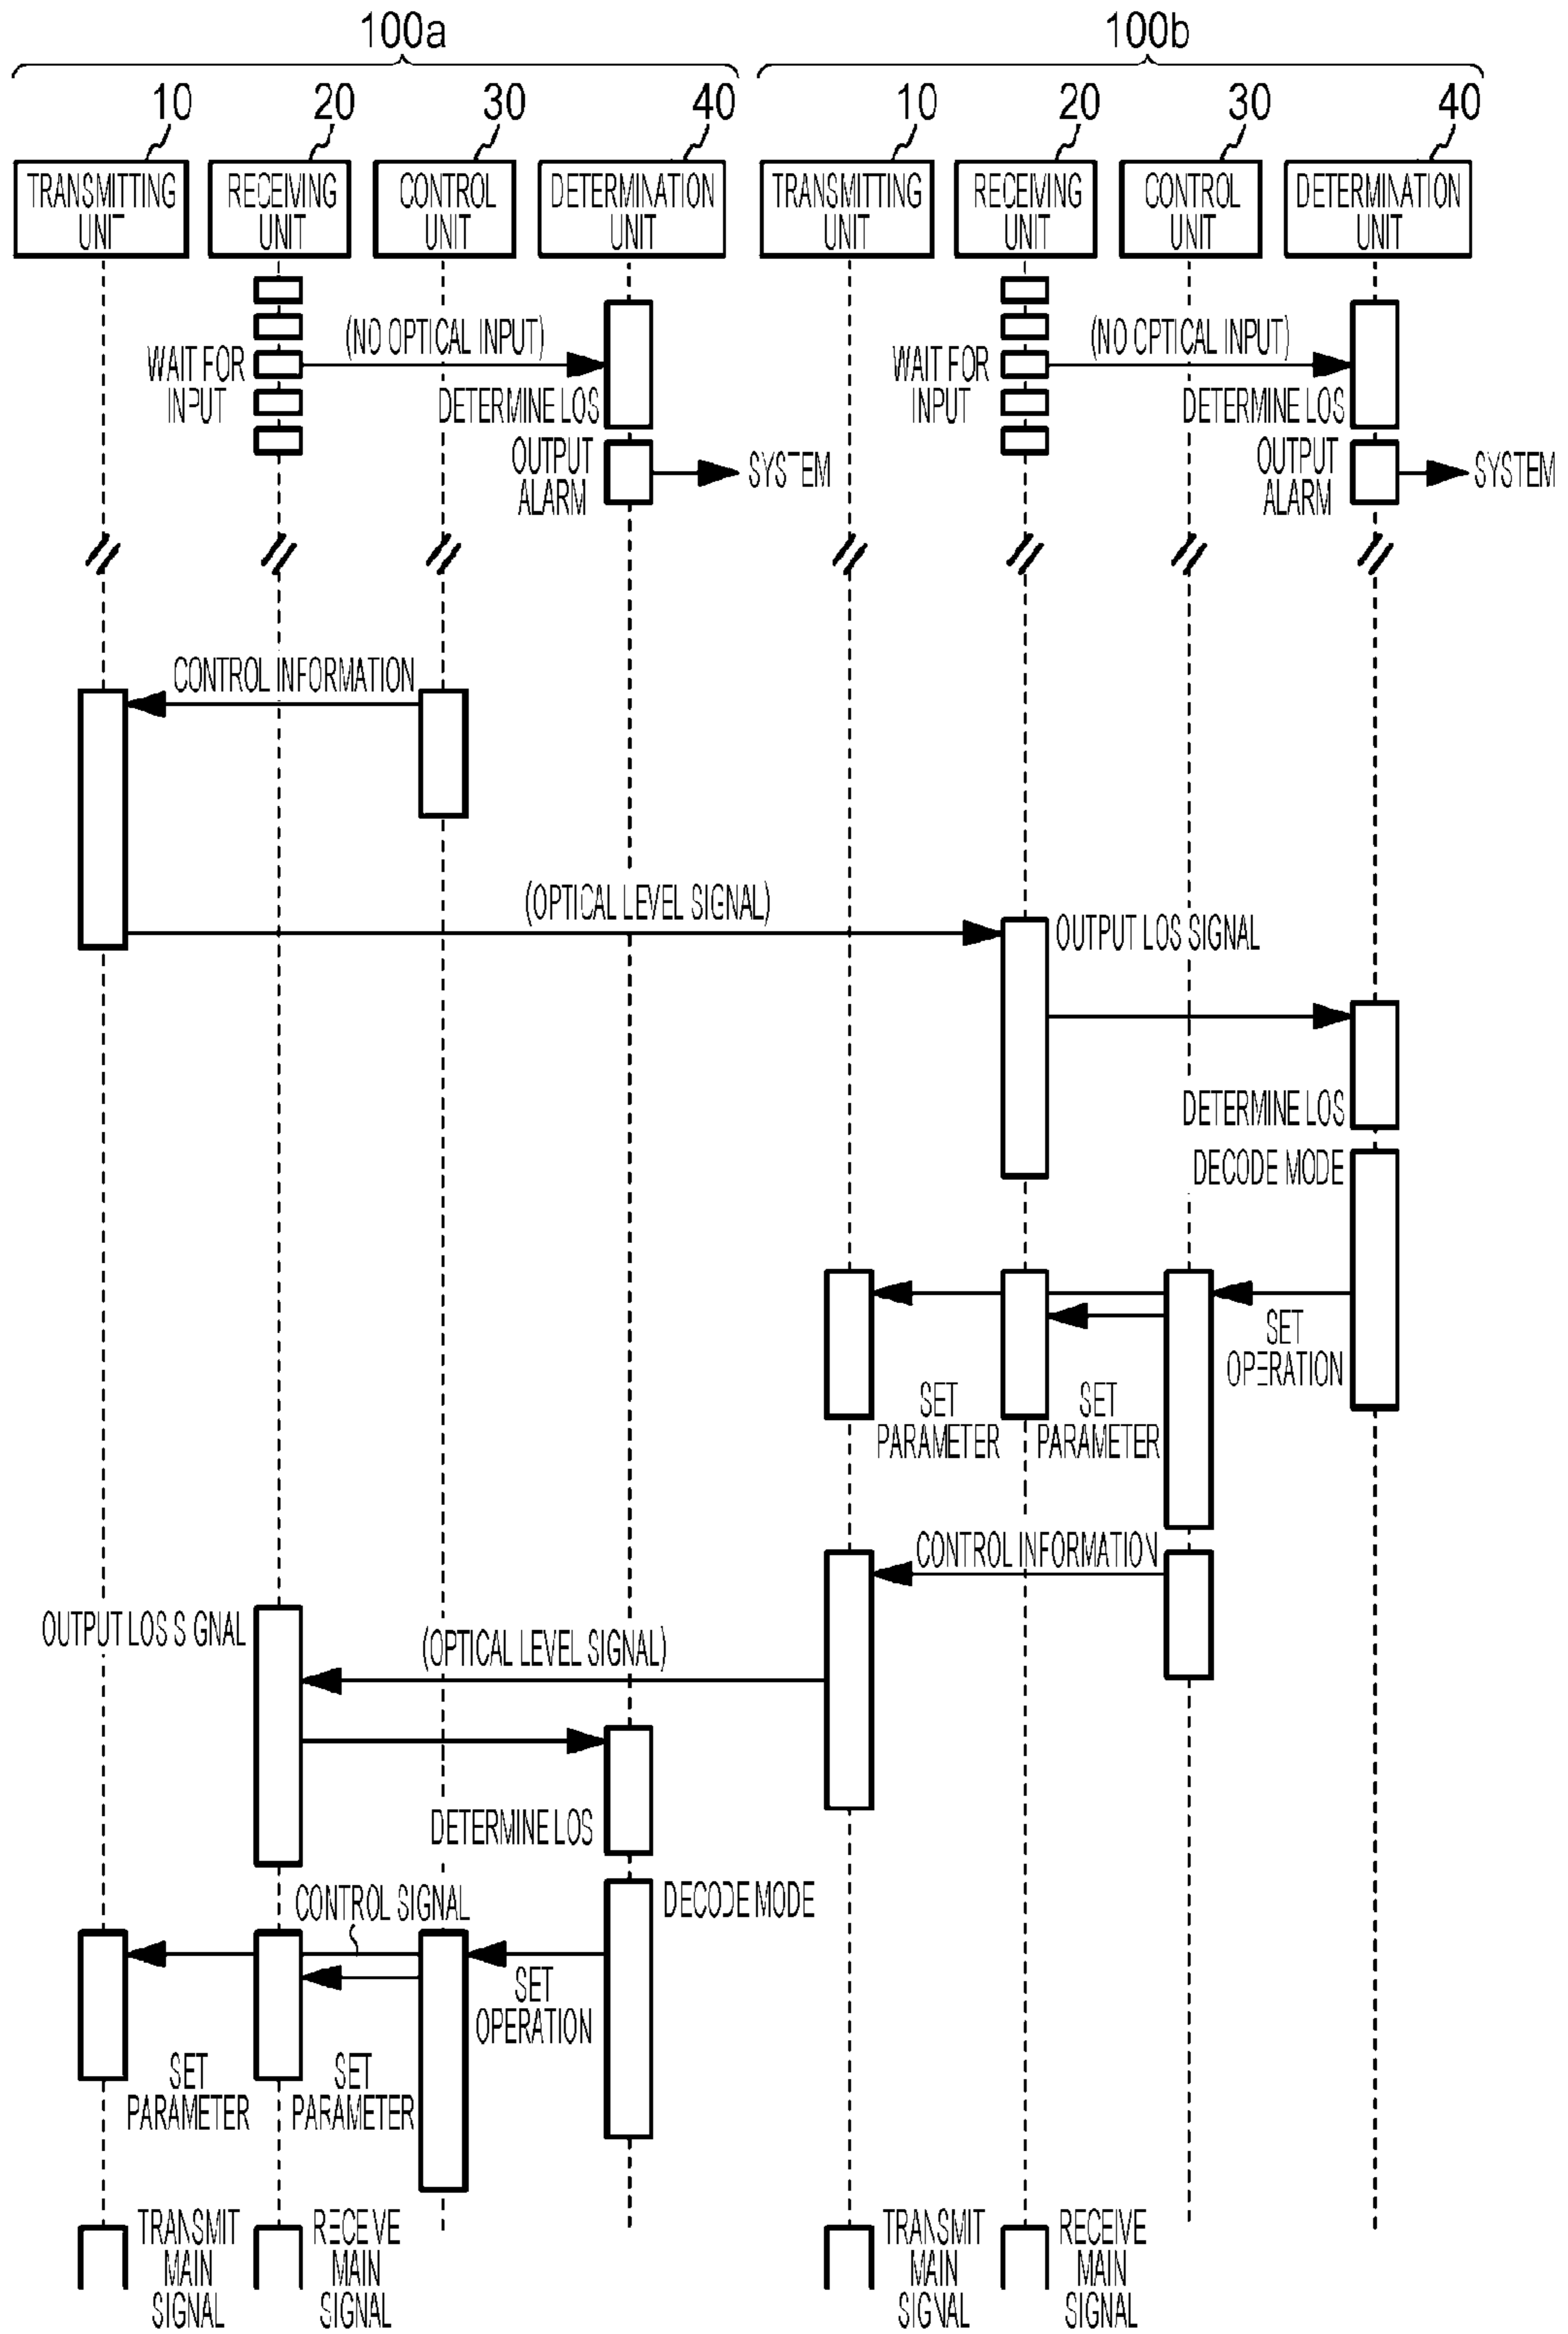 100a 100b
10 20 30 40 10 20 30 40
TRANSMITTING UNIT
RECEIVING UNIT
CONTROL UNIT
DETERMINATION UNIT
TRANSMITTING UNIT
RECEIVING UNIT
CONTROL UNIT
DETERMINATION UNIT
WAIT FOR INPUT
(NO OPTICAL INPUT)
DETERMINE LOS
OUTPUT ALARM
SYSTEM
WAIT FOR INPUT
(NO OPTICAL INPUT)
DETERMINE LOS
OUTPUT ALARM
SYSTEM
CONTROL INFORMATION
(OPTICAL LEVEL SIGNAL)
OUTPUT LOS SIGNAL
DETERMINE LOS
DECODE MODE
SET OPERATION
SET PARAMETER
SET PARAMETER
CONTROL INFORMATION
OUTPUT LOS SIGNAL
(OPTICAL LEVEL SIGNAL)
DETERMINE LOS
CONTROL SIGNAL
DECODE MODE
SET OPERATION
SET PARAMETER
SET PARAMETER
TRANSMIT MAIN SIGNAL
RECEIVE MAIN SIGNAL
TRANSMIT MAIN SIGNAL
RECEIVE MAIN SIGNAL